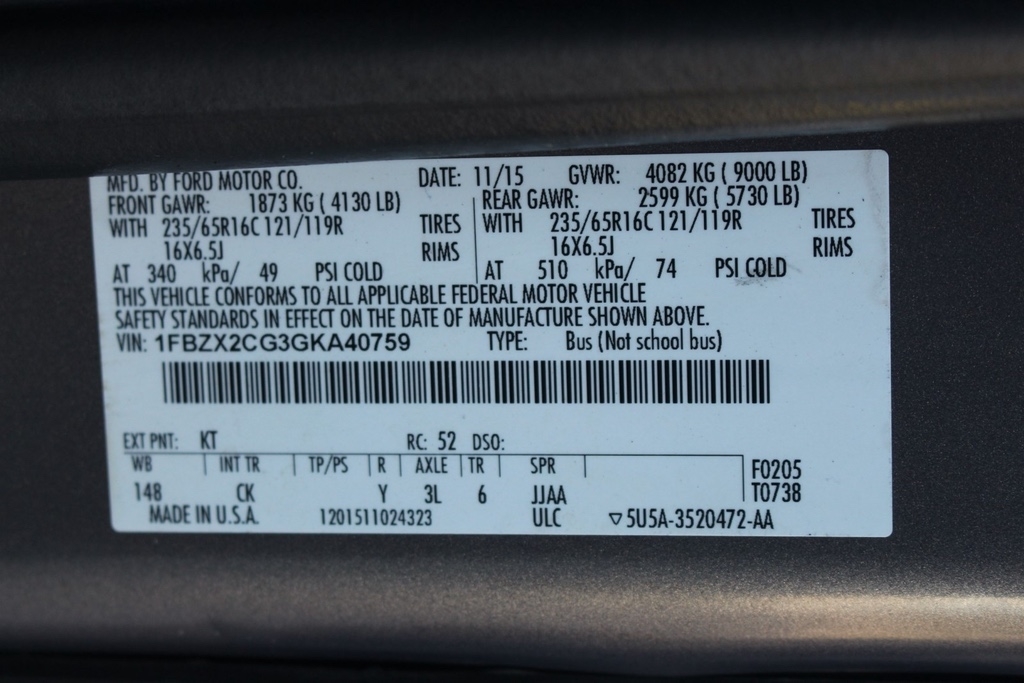 MFD. BY FORD MOTOR CO. DATE: 11/15 GVWR: 4082 KG ( 9000 LB)
FRONT GAWR: 1873 KG ( 4130 LB) REAR GAWR: 2599 KG ( 5730 LB)
WITH 235/65R16C 121/119R TIRES WITH 235/65R16C 121/119R TIRES
16X6.5J RIMS 16X6.5J RIMS
AT 340 kPa/ 49 PSI COLD AT 510 kPa/ 74 PSI COLD
THIS VEHICLE CONFORMS TO ALL APPLICABLE FEDERAL MOTOR VEHICLE
SAFETY STANDARDS IN EFFECT ON THE DATE OF MANUFACTURE SHOWN ABOVE.
VIN: 1FBZX2CG3GKA40759 TYPE: Bus (Not school bus)
EXT PNT: KT RC: 52 DSO:
WB INT TR TP/PS R AXLE TR SPR F0205
148 CK Y 3L 6 JJAA T0738
MADE IN U.S.A. 1201511024323 ULC ▽5U5A-3520472-AA